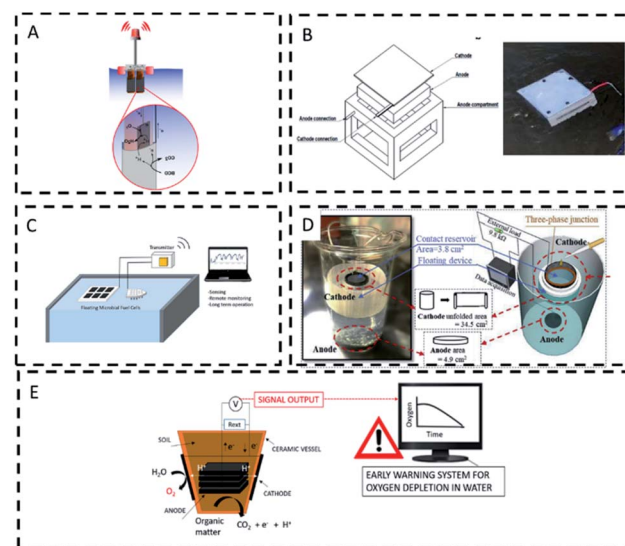 A
B
Cathode
Anode
Anode compartment
Anode connection
Cathode connection
C
Transmitter
Floating Microbial Fuel Cells
-Sensing
-Remote monitoring
-Long term operation
D
External load
Three-phase junction
Cathode
Contact reservoir
Area=3.8 cm²
Floating device
Data acquisition
Cathode
Cathode unfolded area
= 34.5 cm²
Anode
Anode area
= 4.9 cm²
Anode
E
V
SIGNAL OUTPUT
Rext
SOIL
e-
e-
CERAMIC VESSEL
H₂O
H⁺
H⁺
O₂
CATHODE
ANODE
Organic
matter
CO₂ + e- + H⁺
Oxygen
Time
EARLY WARNING SYSTEM FOR
OXYGEN DEPLETION IN WATER